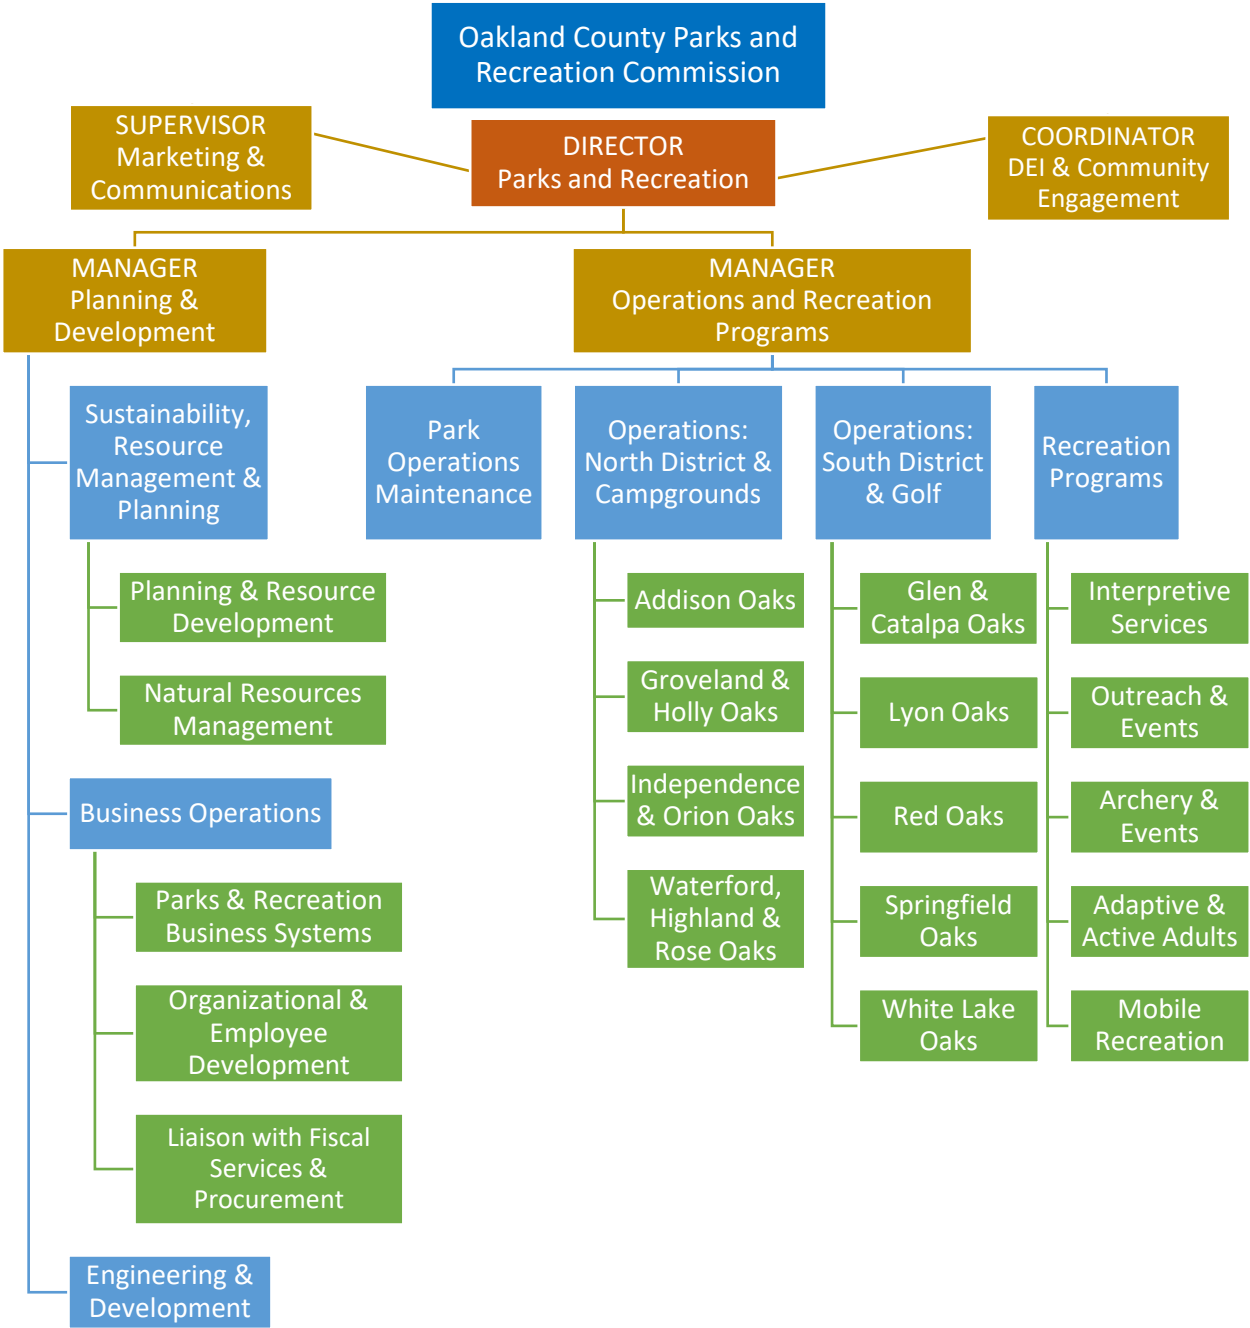 Oakland County Parks and
Recreation Commission
SUPERVISOR
Marketing &
Communications
DIRECTOR
Parks and Recreation
COORDINATOR
DEI & Community
Engagement
MANAGER
Planning &
Development
MANAGER
Operations and Recreation
Programs
Sustainability,
Resource
Management &
Planning
Planning & Resource
Development
Natural Resources
Management
Business Operations
Parks & Recreation
Business Systems
Organizational &
Employee
Development
Liaison with Fiscal
Services &
Procurement
Engineering &
Development
Park
Operations
Maintenance
Operations:
North District &
Campgrounds
Addison Oaks
Groveland &
Holly Oaks
Independence
& Orion Oaks
Waterford,
Highland &
Rose Oaks
Operations:
South District
& Golf
Glen &
Catalpa Oaks
Lyon Oaks
Red Oaks
Springfield
Oaks
White Lake
Oaks
Recreation
Programs
Interpretive
Services
Outreach &
Events
Archery &
Events
Adaptive &
Active Adults
Mobile
Recreation